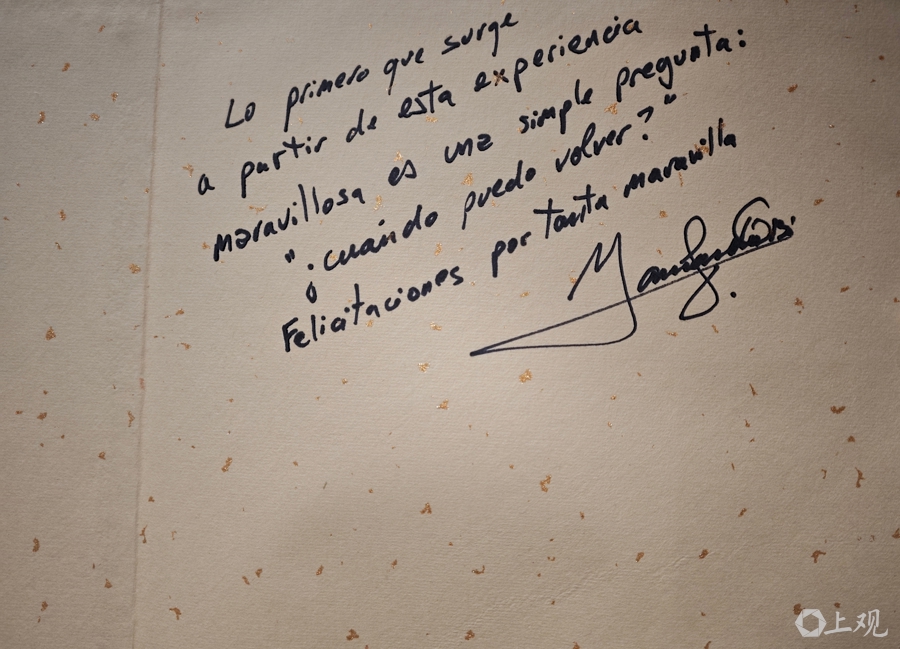 Lo primero que surge
a partir de esta experiencia
maravillosa es una simple pregunta:
"¿cuándo puedo volver?"
Felicitaciones por tanta maravilla
上观